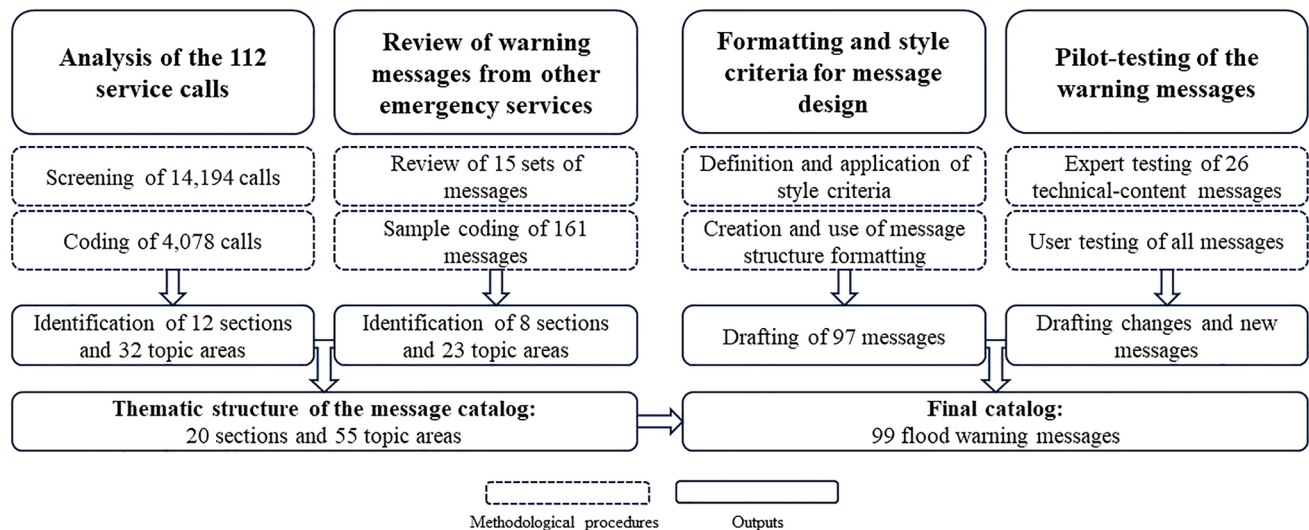 Analysis of the 112
service calls
Review of warning
messages from other
emergency services
Formatting and style
criteria for message
design
Pilot-testing of the
warning messages
Screening of 14,194 calls
Review of 15 sets of
messages
Definition and application of
style criteria
Expert testing of 26
technical-content messages
Coding of 4,078 calls
Sample coding of 161
messages
Creation and use of message
structure formatting
User testing of all messages
Identification of 12 sections
and 32 topic areas
Identification of 8 sections
and 23 topic areas
Drafting of 97 messages
Drafting changes and new
messages
Thematic structure of the message catalog:
20 sections and 55 topic areas
Final catalog:
99 flood warning messages
Methodological procedures
Outputs